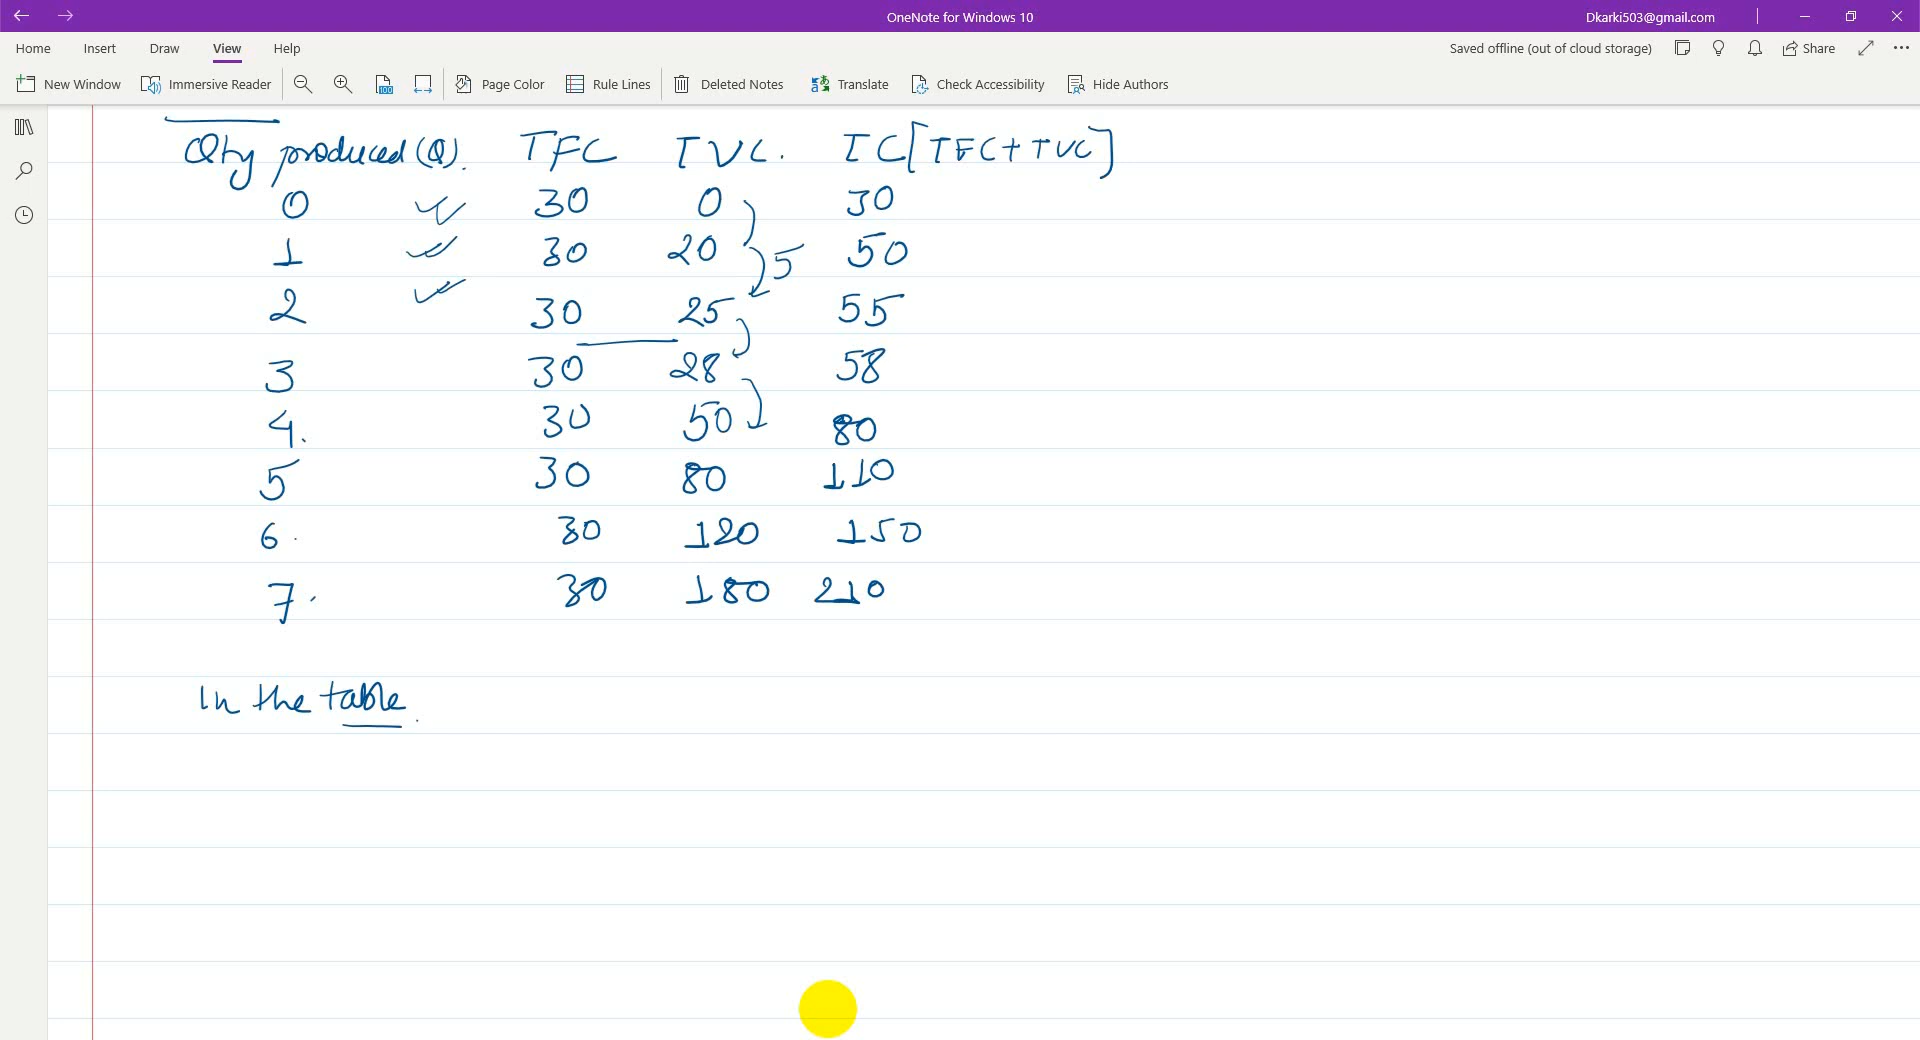 OneNote for Windows 10
Dkarki503@gmail.com
Home Insert Draw View Help
Saved offline (out of cloud storage) Share
New Window Immersive Reader Page Color Rule Lines Deleted Notes Translate Check Accessibility Hide Authors
Qty produced (Q). TFC TVC. TC[TFC+TVC]
0 30 0 30
1 30 20 50
5
2 30 25 55
3 30 28 58
4. 30 50 80
5 30 80 110
6. 30 120 150
7. 30 180 210
In the table.